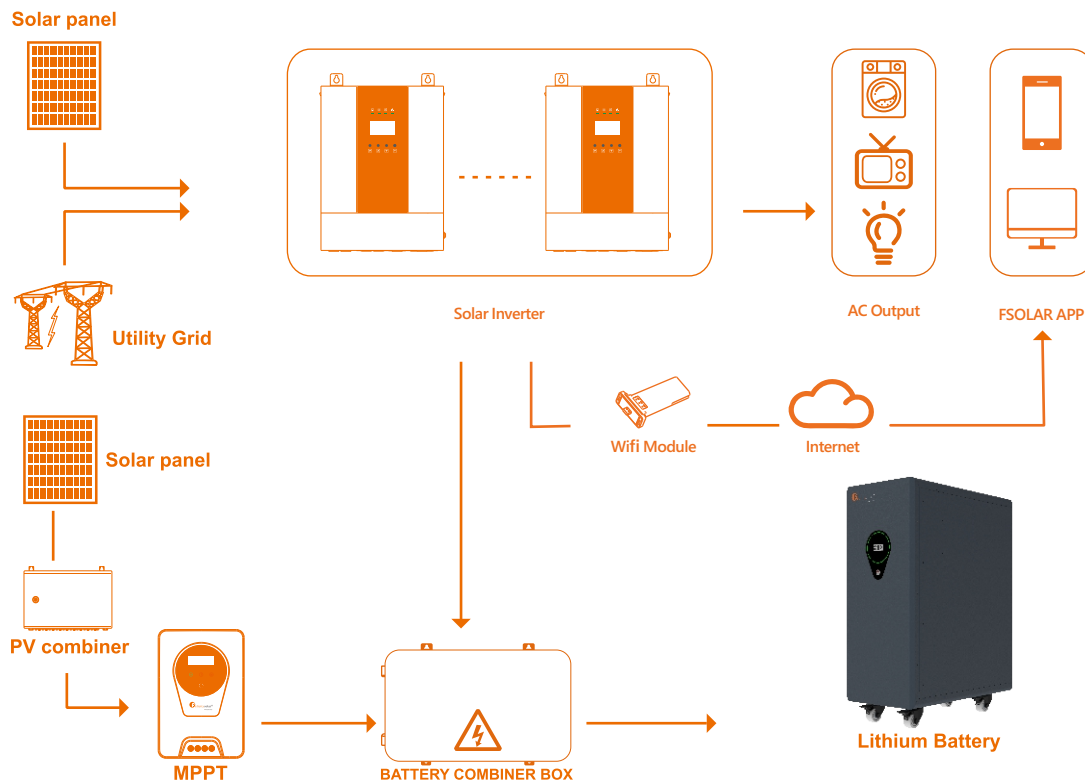 Solar panel
Solar Inverter
AC Output
FSOLAR APP
Utility Grid
Solar panel
Wifi Module
Internet
PV combiner
MPPT
BATTERY COMBINER BOX
Lithium Battery